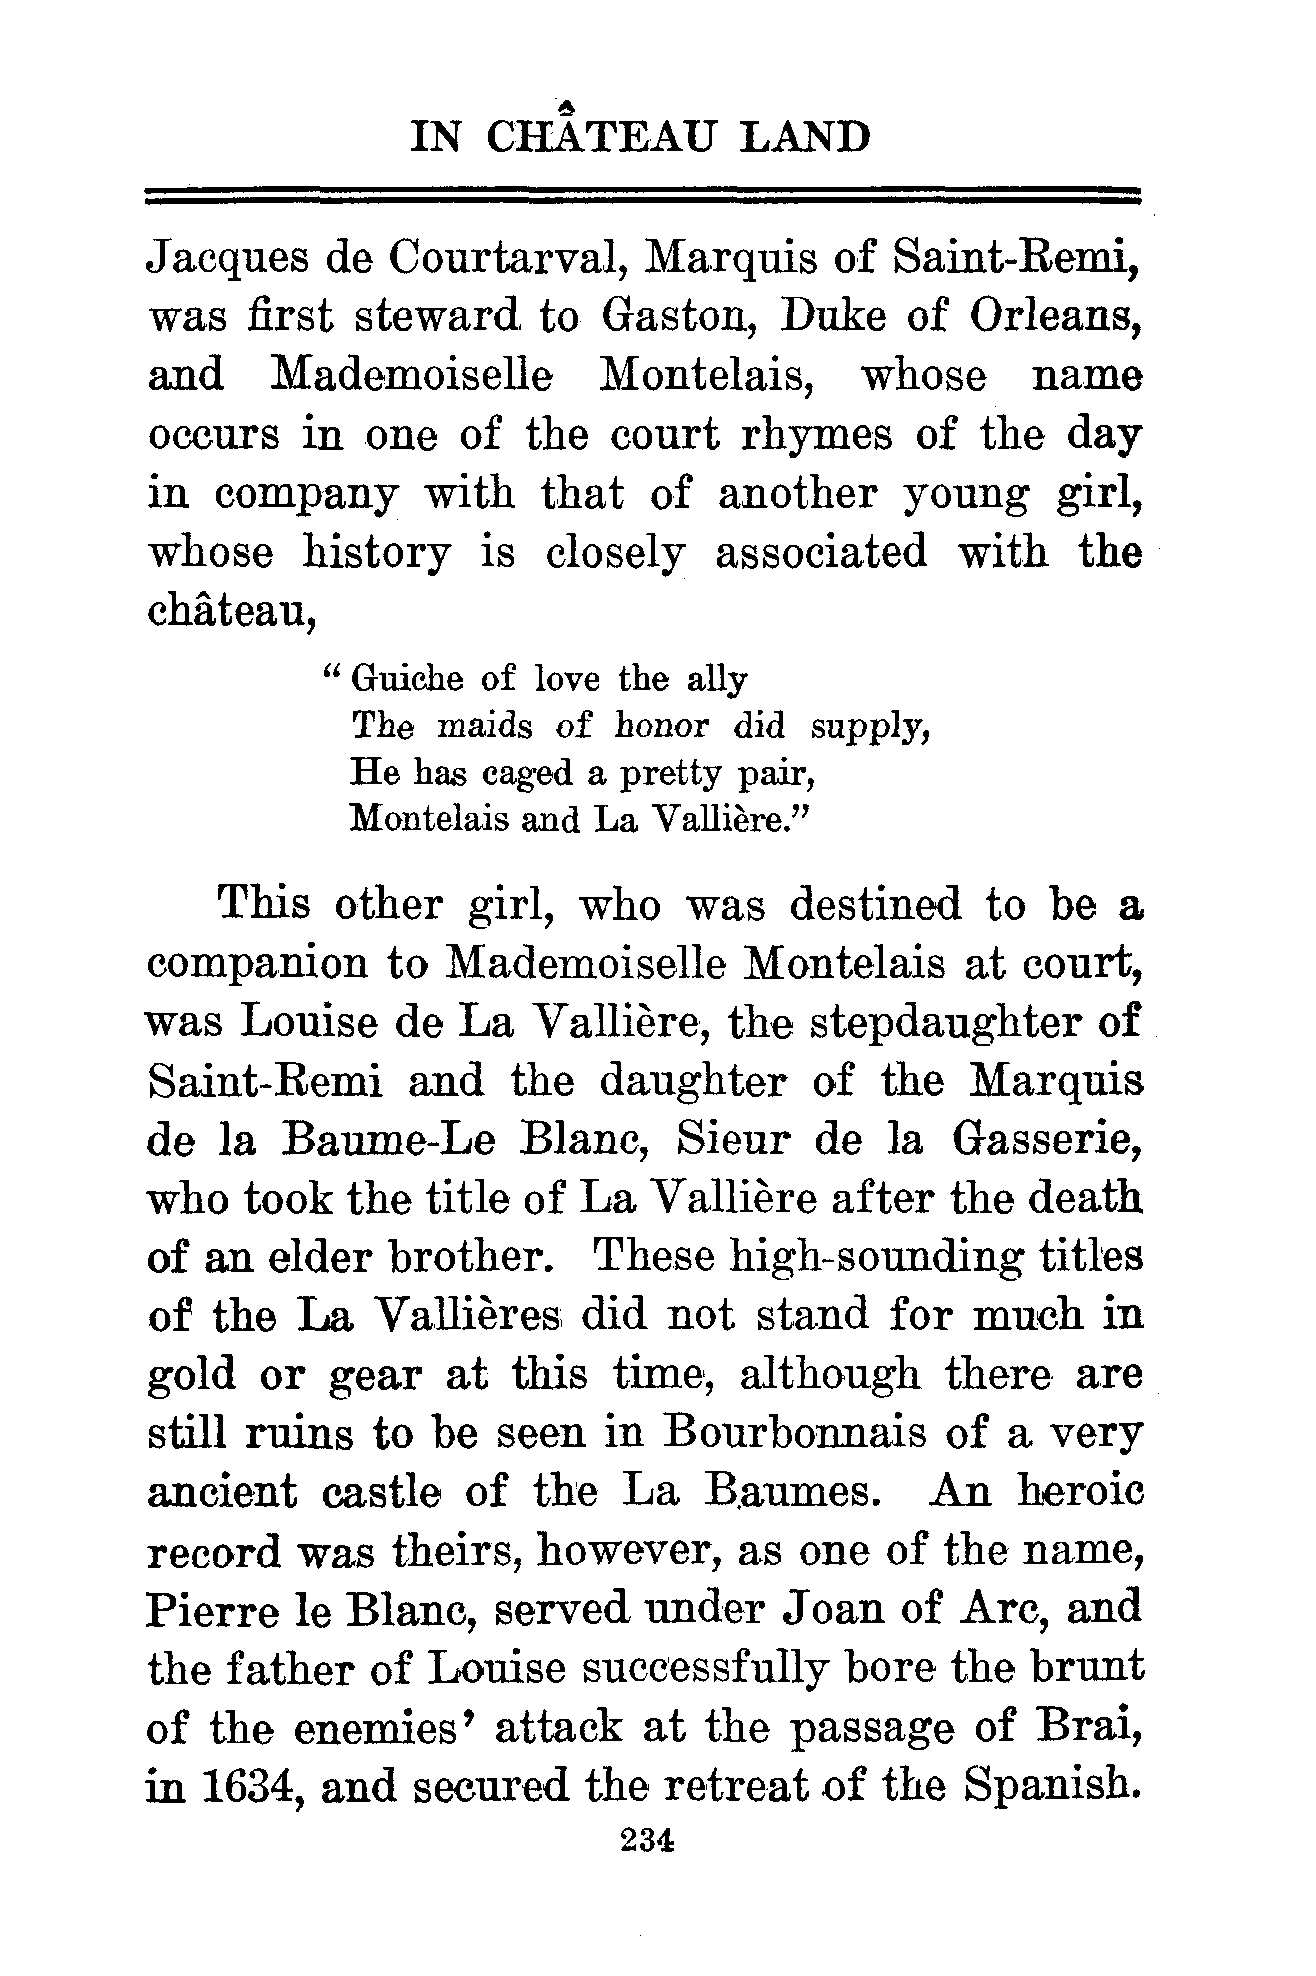 IN CHÂTEAU LAND
Jacques de Courtarval, Marquis of Saint-Remi,
was first steward to Gaston, Duke of Orleans,
and Mademoiselle Montelais, whose name
occurs in one of the court rhymes of the day
in company with that of another young girl,
whose history is closely associated with the
château,
“ Guiche of love the ally
The maids of honor did supply,
He has caged a pretty pair,
Montelais and La Vallière.”
This other girl, who was destined to be a
companion to Mademoiselle Montelais at court,
was Louise de La Vallière, the stepdaughter of
Saint-Remi and the daughter of the Marquis
de la Baume-Le Blanc, Sieur de la Gasserie,
who took the title of La Vallière after the death
of an elder brother. These high-sounding titles
of the La Vallières did not stand for much in
gold or gear at this time, although there are
still ruins to be seen in Bourbonnais of a very
ancient castle of the La Baumes. An heroic
record was theirs, however, as one of the name,
Pierre le Blanc, served under Joan of Arc, and
the father of Louise successfully bore the brunt
of the enemies’ attack at the passage of Brai,
in 1634, and secured the retreat of the Spanish.
234